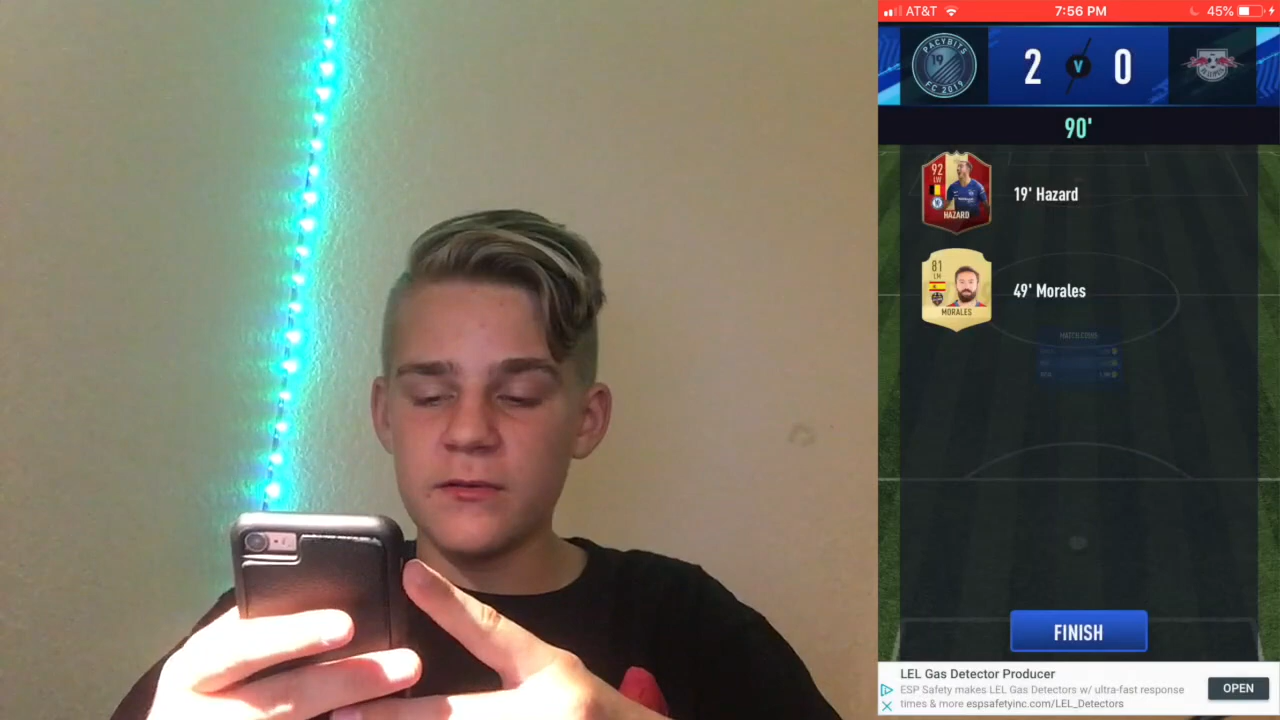 AT&T 7:56 PM 45%
PACYBITS
19
FC 2019
2 V 0
90'
92
LW
HAZARD
19' Hazard
81
LM
MORALES
49' Morales
FINISH
LEL Gas Detector Producer
ESP Safety makes LEL Gas Detectors w/ ultra-fast response
times & more espsafetyinc.com/LEL_Detectors
OPEN